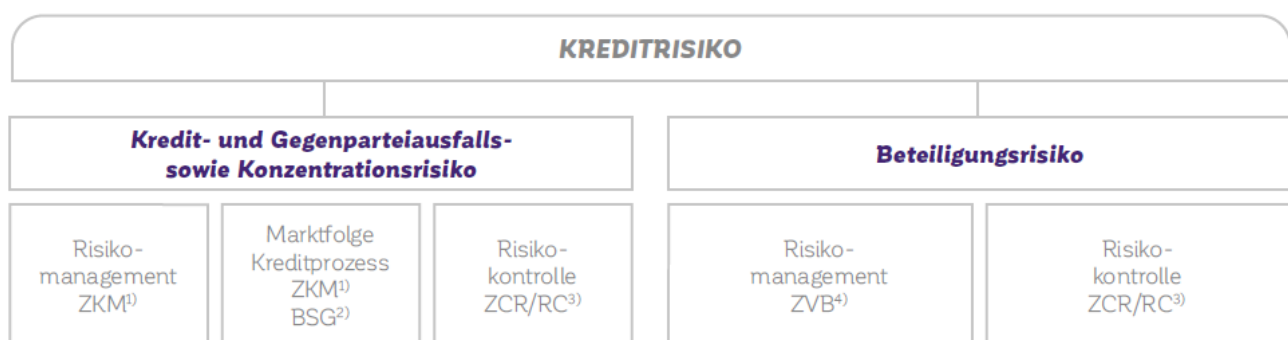 KREDITRISIKO
Kredit- und Gegenparteiausfalls-
sowie Konzentrationsrisiko
Beteiligungsrisiko
Risiko-
management
ZKM¹⁾
Marktfolge
Kreditprozess
ZKM¹⁾
BSG²⁾
Risiko-
kontrolle
ZCR/RC³⁾
Risiko-
management
ZVB⁴⁾
Risiko-
kontrolle
ZCR/RC³⁾